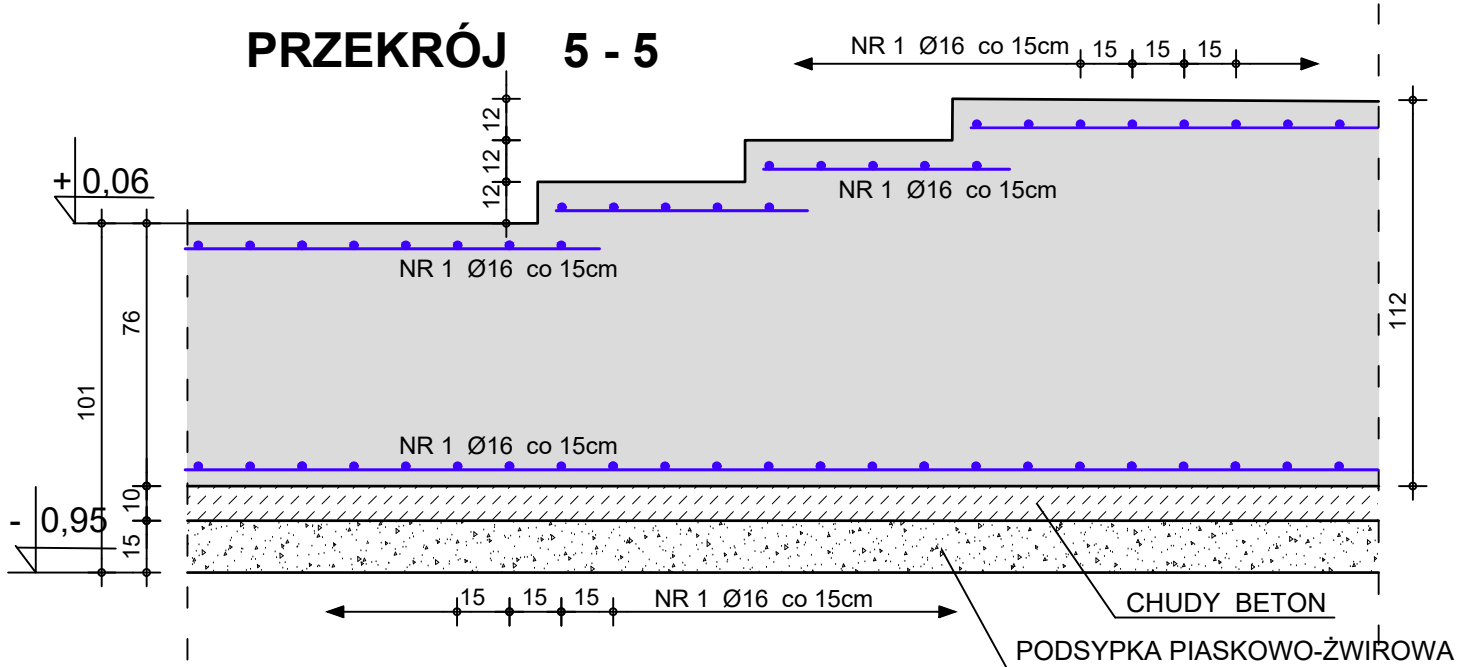 PRZEKRÓJ 5 - 5
NR 1 Ø16 co 15cm 15 15 15
12
12
12
+ 0,06
NR 1 Ø16 co 15cm
NR 1 Ø16 co 15cm
76
112
101
NR 1 Ø16 co 15cm
10
- 0,95
15
15 15 15 NR 1 Ø16 co 15cm
CHUDY BETON
PODSYPKA PIASKOWO-ŻWIROWA